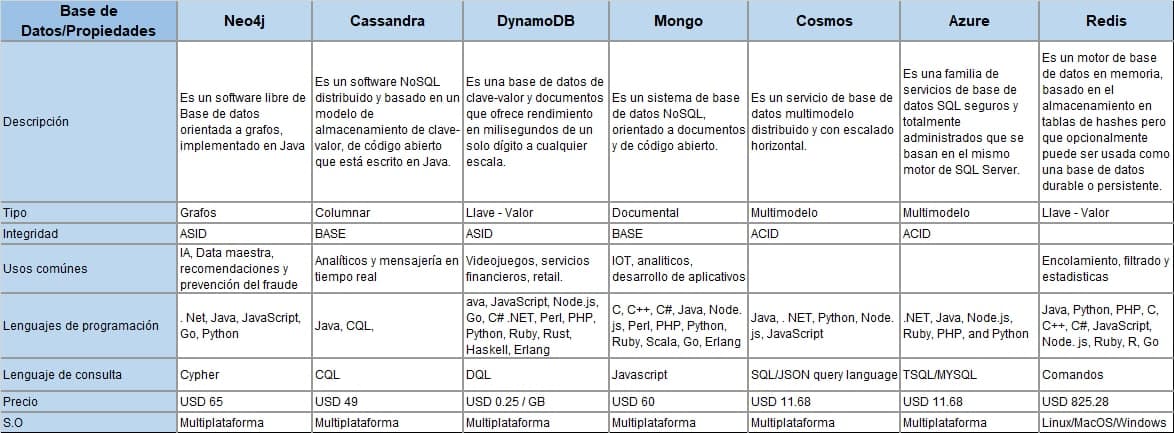 Base de
Datos/Propiedades
Neo4j
Cassandra
DynamoDB
Mongo
Cosmos
Azure
Redis
Descripción
Es un software libre de
Base de datos
orientada a grafos,
implementado en Java
Es un software NoSQL
distribuido y basado en un
modelo de
almacenamiento de clave-
valor, de código abierto
que está escrito en Java.
Es una base de datos de
clave-valor y documentos
que ofrece rendimiento
en milisegundos de un
solo dígito a cualquier
escala.
Es un sistema de base
de datos NoSQL,
orientado a documentos
y de código abierto.
Es un servicio de base de
datos multimodelo
distribuido y con escalado
horizontal.
Es una familia de
servicios de base de
datos SQL seguros y
totalmente
administrados que se
basan en el mismo
motor de SQL Server.
Es un motor de base
de datos en memoria,
basado en el
almacenamiento en
tablas de hashes pero
que opcionalmente
puede ser usada como
una base de datos
durable o persistente.
Tipo
Grafos
Columnar
Llave - Valor
Documental
Multimodelo
Multimodelo
Llave - Valor
Integridad
ASID
BASE
ASID
BASE
ACID
ACID
Usos comúnes
IA, Data maestra,
recomendaciones y
prevención del fraude
Analíticos y mensajería en
tiempo real
Videojuegos, servicios
financieros, retail.
IOT, analiticos,
desarrollo de aplicativos
Encolamiento, filtrado y
estadisticas
Lenguajes de programación
. Net, Java, JavaScript,
Go, Python
Java, CQL,
ava, JavaScript, Node.js,
Go, C# .NET, Perl, PHP,
Python, Ruby, Rust,
Haskell, Erlang
C, C++, C#, Java, Node.
js, Perl, PHP, Python,
Ruby, Scala, Go, Erlang
Java, . NET, Python, Node.
js, JavaScript
.NET, Java, Node.js,
Ruby, PHP, and Python
Java, Python, PHP, C,
C++, C#, JavaScript,
Node. js, Ruby, R, Go
Lenguaje de consulta
Cypher
CQL
DQL
Javascript
SQL/JSON query language
TSQL/MYSQL
Comandos
Precio
USD 65
USD 49
USD 0.25 / GB
USD 60
USD 11.68
USD 11.68
USD 825.28
S.O
Multiplataforma
Multiplataforma
Multiplataforma
Multiplataforma
Multiplataforma
Multiplataforma
Linux/MacOS/Windows